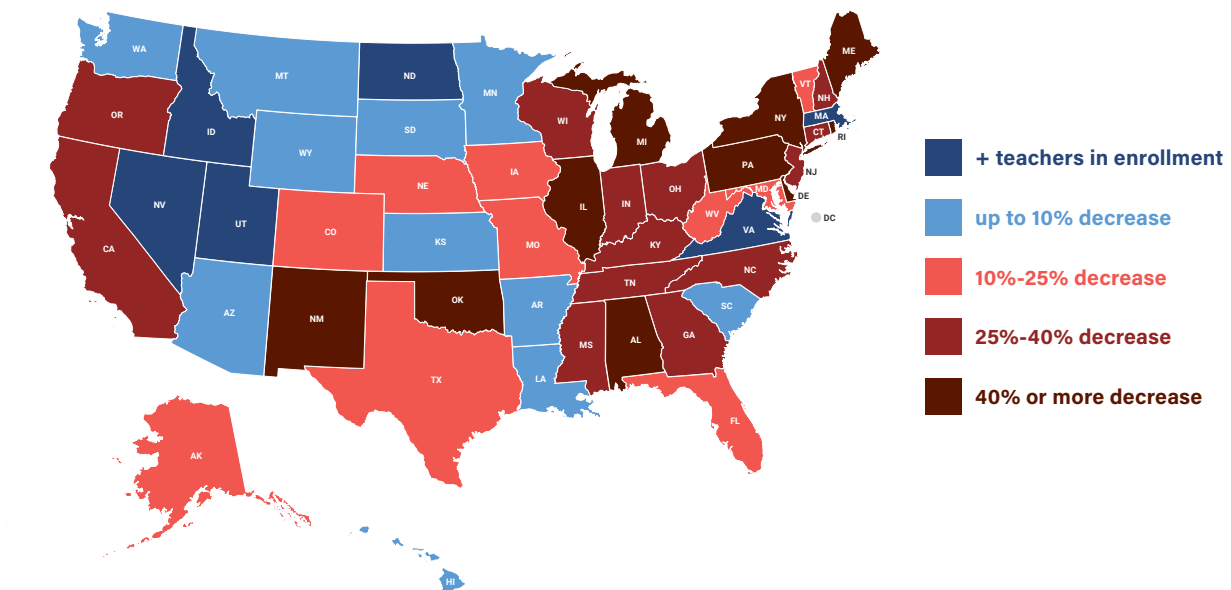 WA
MT
ND
MN
ME
OR
ID
WY
SD
WI
MI
NY
VT
NH
MA
CT
RI
NV
UT
CO
NE
IA
KS
MO
IL
IN
OH
PA
NJ
DE
MD
DC
WV
VA
KY
CA
AZ
NM
OK
AR
TN
NC
SC
TX
LA
MS
AL
GA
FL
AK
HI
+ teachers in enrollment
up to 10% decrease
10%-25% decrease
25%-40% decrease
40% or more decrease